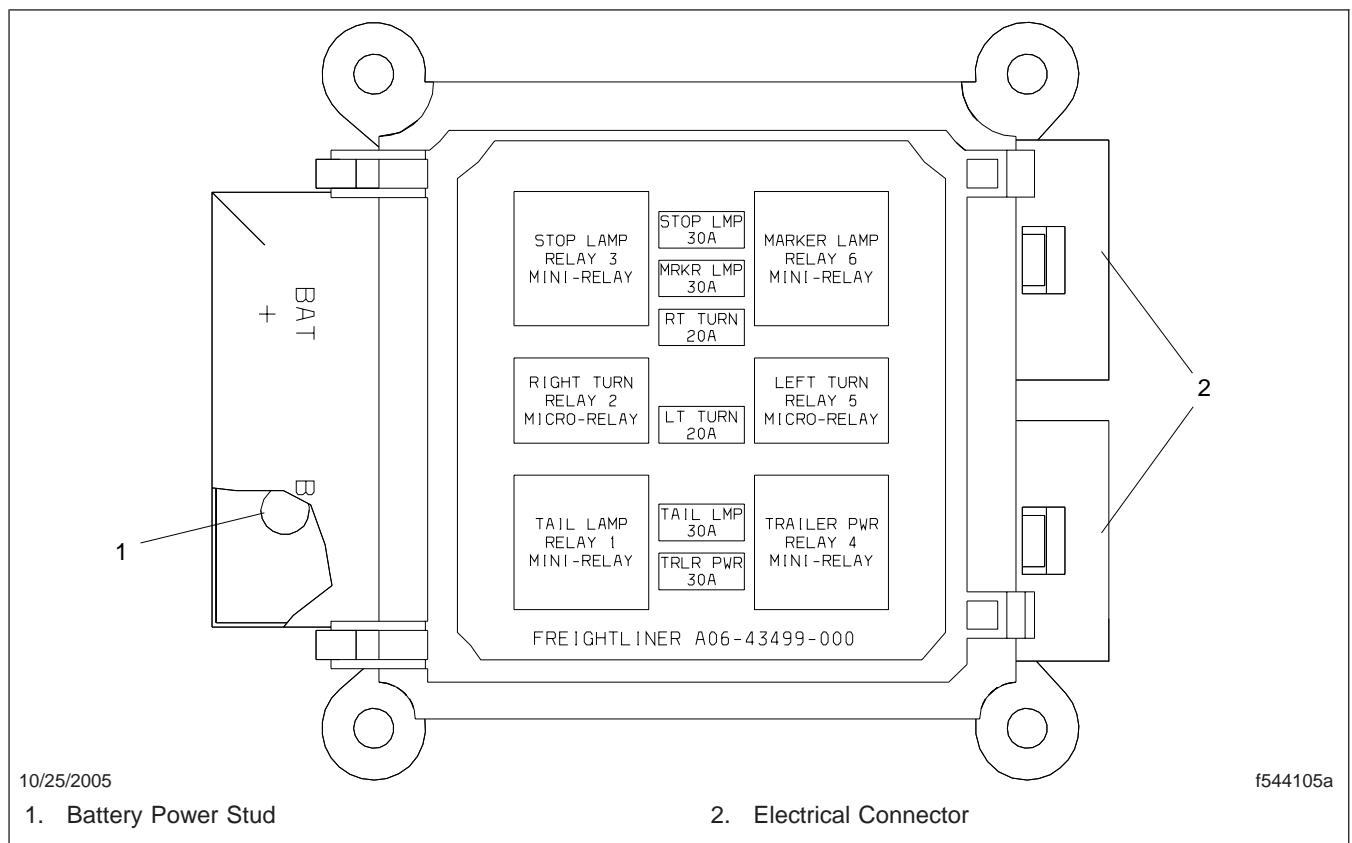 STOP LAMP
RELAY 3
MINI-RELAY
STOP LMP
30A
MRKR LMP
30A
RT TURN
20A
MARKER LAMP
RELAY 6
MINI-RELAY
BAT
+
RIGHT TURN
RELAY 2
MICRO-RELAY
LT TURN
20A
LEFT TURN
RELAY 5
MICRO-RELAY
2
B
1
TAIL LAMP
RELAY 1
MINI-RELAY
TAIL LMP
30A
TRLR PWR
30A
TRAILER PWR
RELAY 4
MINI-RELAY
FREIGHTLINER A06-43499-000
10/25/2005
f544105a
1. Battery Power Stud
2. Electrical Connector